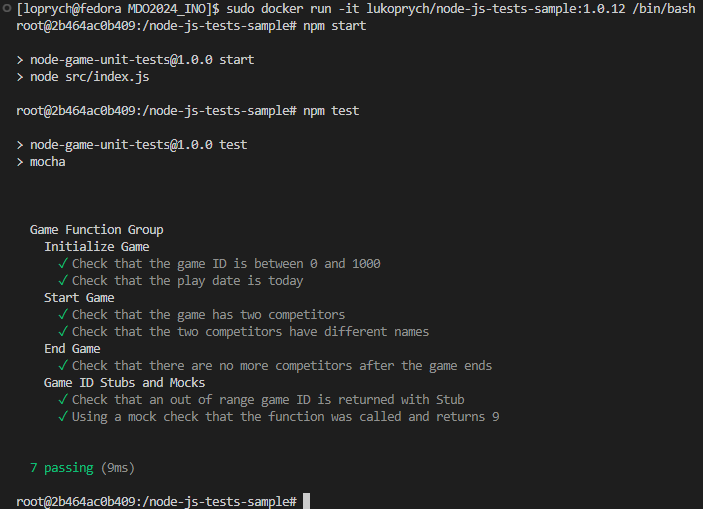 [loprych@fedora MDO2024_INO]$ sudo docker run -it lukoprych/node-js-tests-sample:1.0.12 /bin/bash
root@2b464ac0b409:/node-js-tests-sample# npm start
> node-game-unit-tests@1.0.0 start
> node src/index.js
root@2b464ac0b409:/node-js-tests-sample# npm test
> node-game-unit-tests@1.0.0 test
> mocha
Game Function Group
Initialize Game
✓ Check that the game ID is between 0 and 1000
✓ Check that the play date is today
Start Game
✓ Check that the game has two competitors
✓ Check that the two competitors have different names
End Game
✓ Check that there are no more competitors after the game ends
Game ID Stubs and Mocks
✓ Check that an out of range game ID is returned with Stub
✓ Using a mock check that the function was called and returns 9
7 passing (9ms)
root@2b464ac0b409:/node-js-tests-sample#